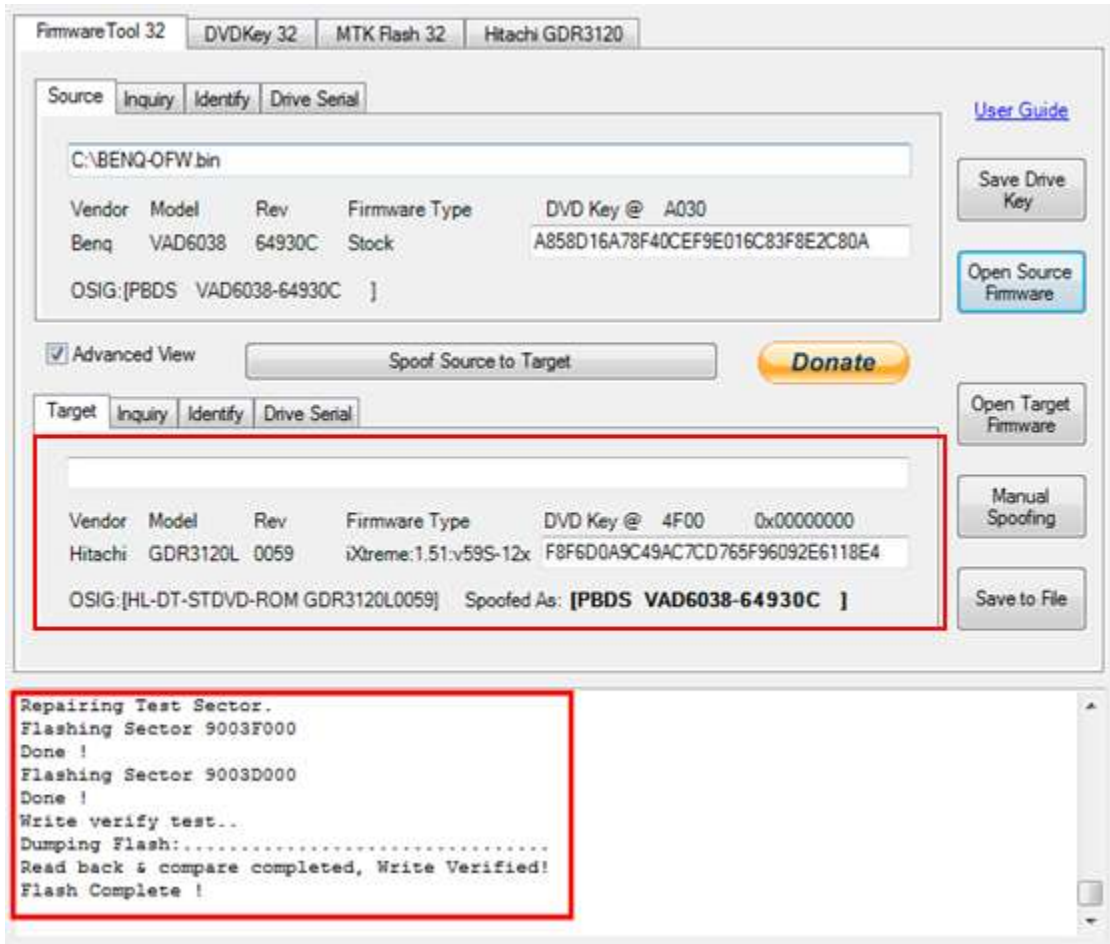 FirmwareTool 32 DVDKey 32 MTK Flash 32 Hitachi GDR3120
Source Inquiry Identify Drive Serial
User Guide
C:\BENQ-OFW.bin
Save Drive
Key
Vendor Model Rev Firmware Type DVD Key @ A030
Benq VAD6038 64930C Stock A858D16A78F40CEF9E016C83F8E2C80A
Open Source
Firmware
OSIG:[PBDS VAD6038-64930C ]
Advanced View Spoof Source to Target Donate
Target Inquiry Identify Drive Serial
Open Target
Firmware
Manual
Spoofing
Vendor Model Rev Firmware Type DVD Key @ 4F00 0x00000000
Hitachi GDR3120L 0059 iXtreme:1.51:v59S-12x F8F6D0A9C49AC7CD765F96092E6118E4
OSIG:[HL-DT-STDVD-ROM GDR3120L0059] Spoofed As: [PBDS VAD6038-64930C ]
Save to File
Repairing Test Sector.
Flashing Sector 9003F000
Done !
Flashing Sector 9003D000
Done !
Write verify test..
Dumping Flash:................................
Read back & compare completed, Write Verified!
Flash Complete !